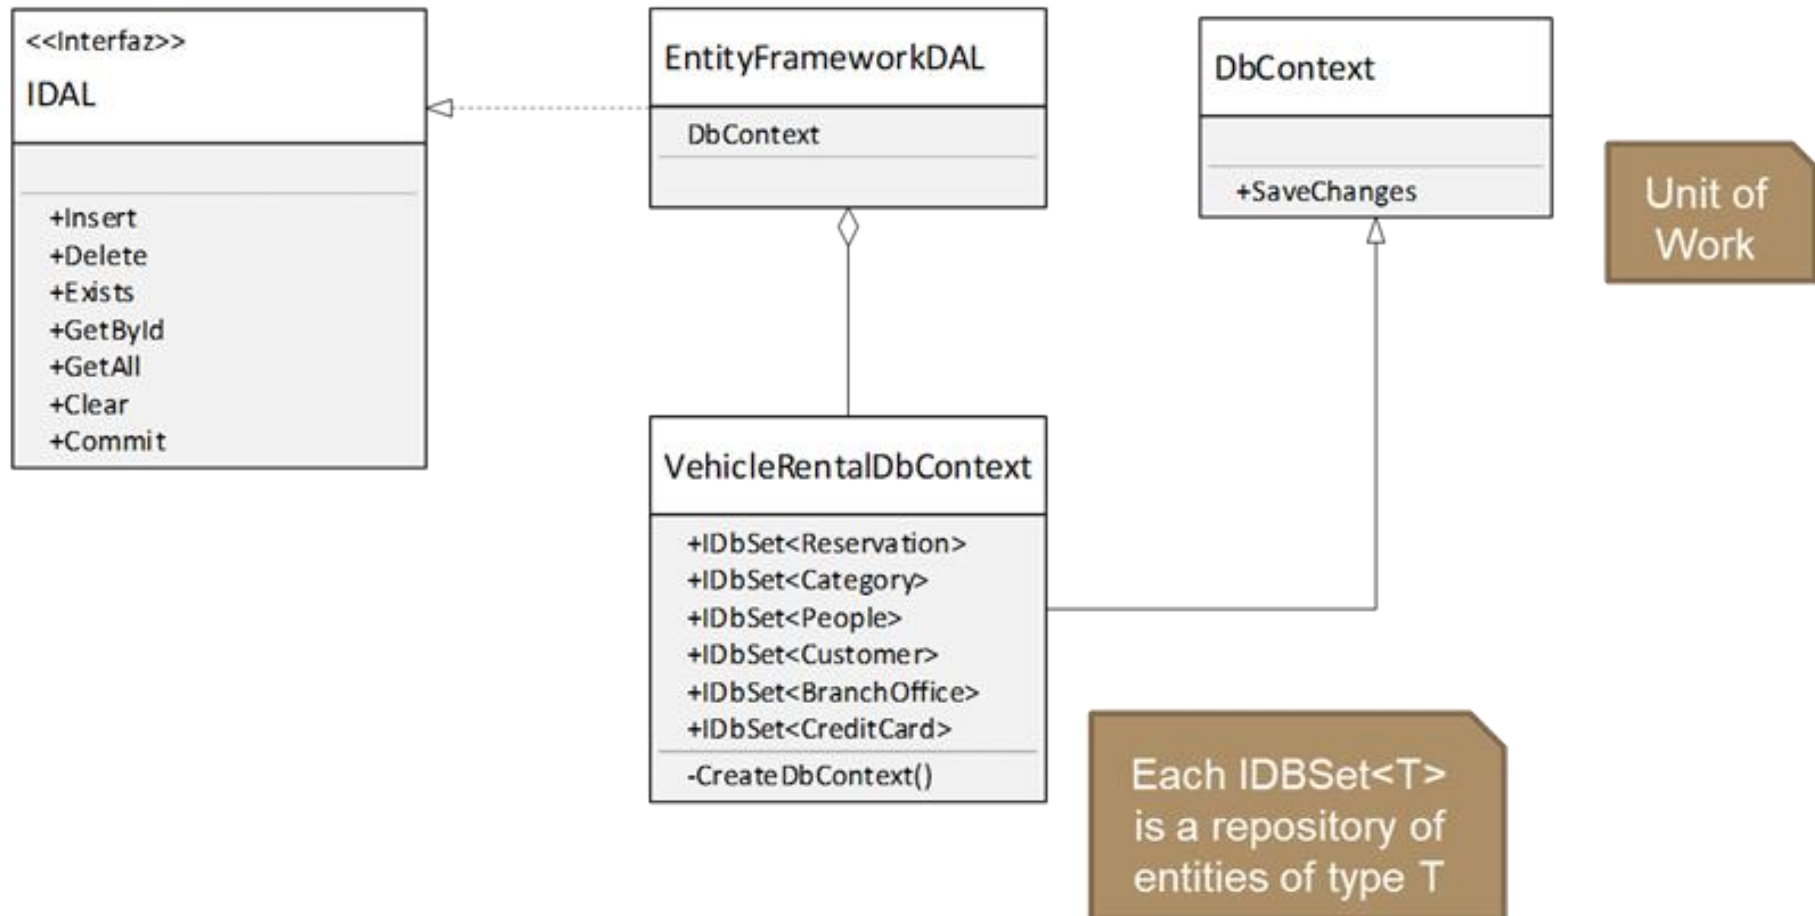 <<Interfaz>>
IDAL
+Insert
+Delete
+Exists
+GetById
+GetAll
+Clear
+Commit
EntityFrameworkDAL
DbContext
DbContext
+SaveChanges
Unit of
Work
VehicleRentalDbContext
+IDbSet<Reservation>
+IDbSet<Category>
+IDbSet<People>
+IDbSet<Customer>
+IDbSet<BranchOffice>
+IDbSet<CreditCard>
-CreateDbContext()
Each IDBSet<T>
is a repository of
entities of type T